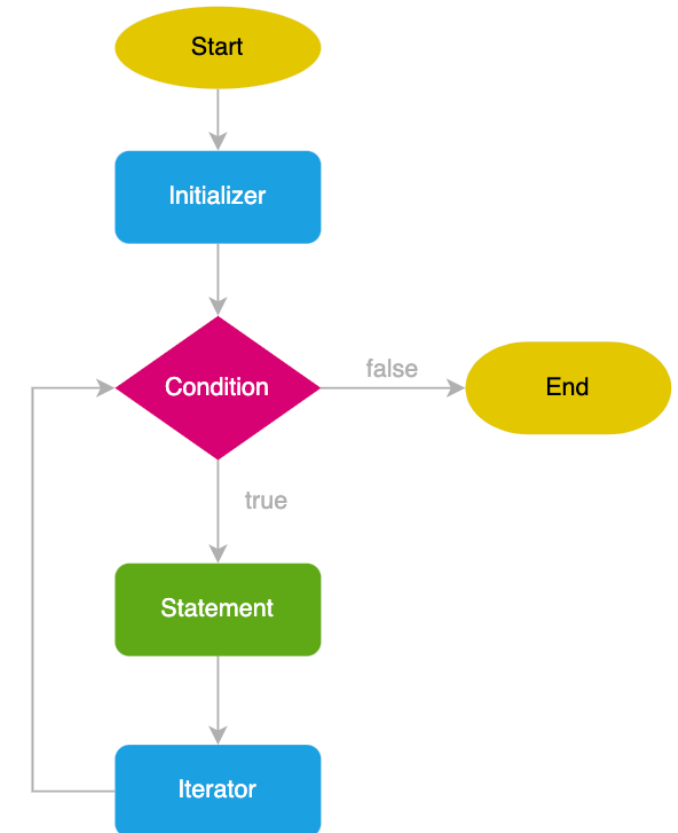 Start
Initializer
Condition
false
End
true
Statement
Iterator